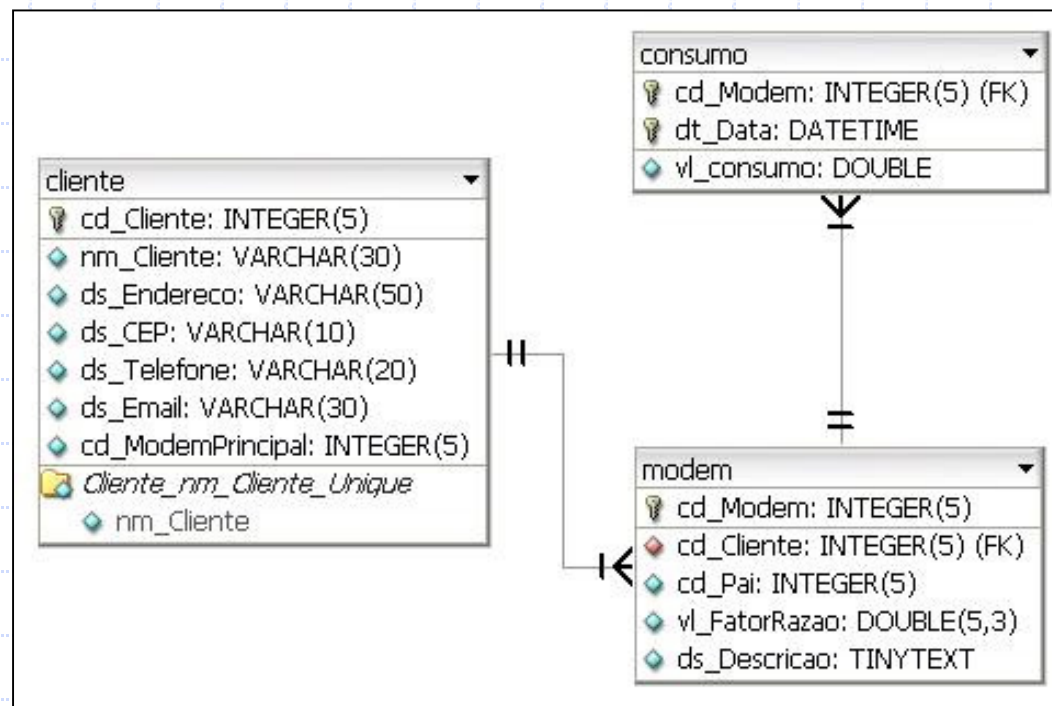 consumo
cd_Modem: INTEGER(5) (FK)
dt_Data: DATETIME
vl_consumo: DOUBLE
cliente
cd_Cliente: INTEGER(5)
nm_Cliente: VARCHAR(30)
ds_Endereco: VARCHAR(50)
ds_CEP: VARCHAR(10)
ds_Telefone: VARCHAR(20)
ds_Email: VARCHAR(30)
cd_ModemPrincipal: INTEGER(5)
Cliente_nm_Cliente_Unique
nm_Cliente
modem
cd_Modem: INTEGER(5)
cd_Cliente: INTEGER(5) (FK)
cd_Pai: INTEGER(5)
vl_FatorRazao: DOUBLE(5,3)
ds_Descricao: TINYTEXT